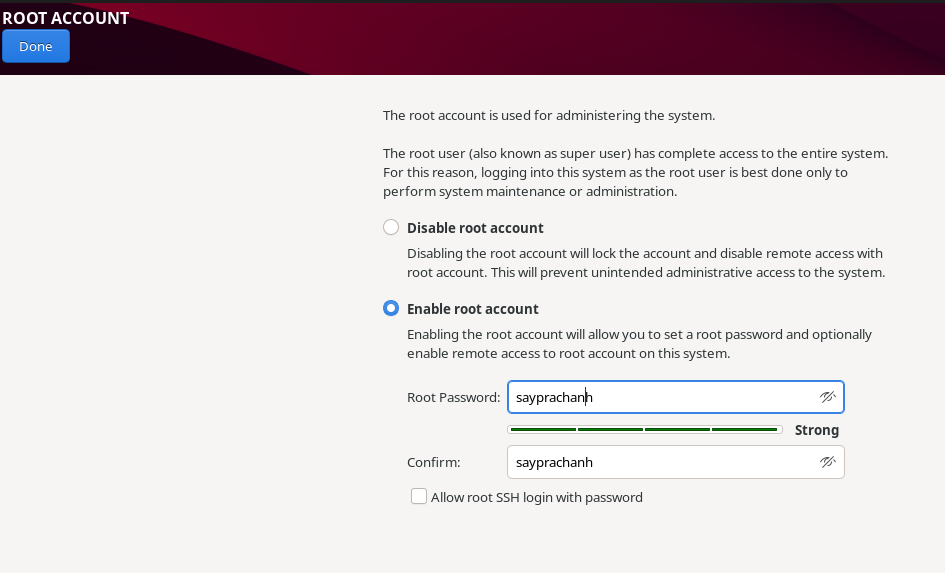 ROOT ACCOUNT
Done
The root account is used for administering the system.
The root user (also known as super user) has complete access to the entire system.
For this reason, logging into this system as the root user is best done only to
perform system maintenance or administration.
Disable root account
Disabling the root account will lock the account and disable remote access with
root account. This will prevent unintended administrative access to the system.
Enable root account
Enabling the root account will allow you to set a root password and optionally
enable remote access to root account on this system.
Root Password: sayprachanh
Strong
Confirm: sayprachanh
Allow root SSH login with password